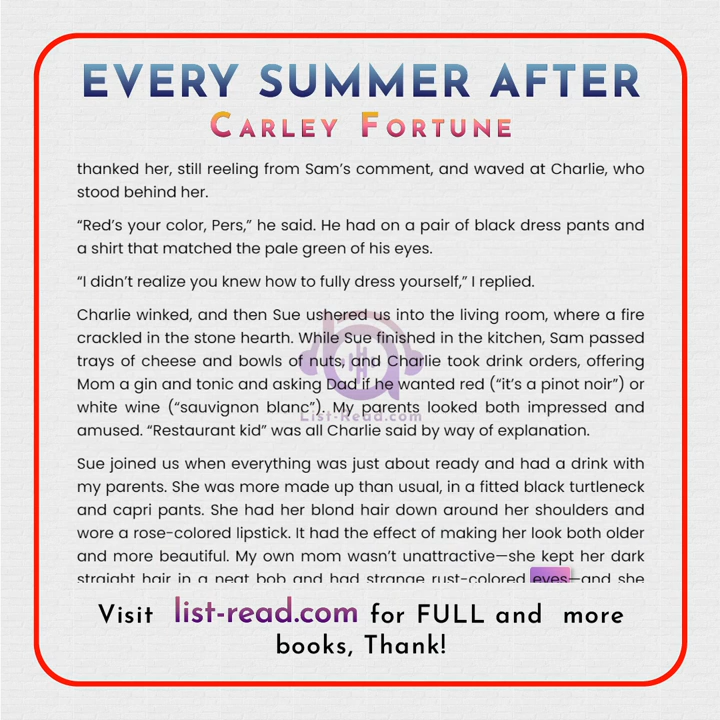 EVERY SUMMER AFTER
CARLEY FORTUNE
thanked her, still reeling from Sam’s comment, and waved at Charlie, who
stood behind her.
“Red’s your color, Pers,” he said. He had on a pair of black dress pants and
a shirt that matched the pale green of his eyes.
“I didn’t realize you knew how to fully dress yourself,” I replied.
Charlie winked, and then Sue ushered us into the living room, where a fire
crackled in the stone hearth. While Sue finished in the kitchen, Sam passed
trays of cheese and bowls of nuts, and Charlie took drink orders, offering
Mom a gin and tonic and asking Dad if he wanted red (“it’s a pinot noir”) or
white wine (“sauvignon blanc”). My parents looked both impressed and
List-Read.com
amused. “Restaurant kid” was all Charlie said by way of explanation.
Sue joined us when everything was just about ready and had a drink with
my parents. She was more made up than usual, in a fitted black turtleneck
and capri pants. She had her blond hair down around her shoulders and
wore a rose-colored lipstick. It had the effect of making her look both older
and more beautiful. My own mom wasn’t unattractive—she kept her dark
straight hair in a neat bob and had strange rust-colored eyes—and she
Visit list-read.com for FULL and more
books, Thank!